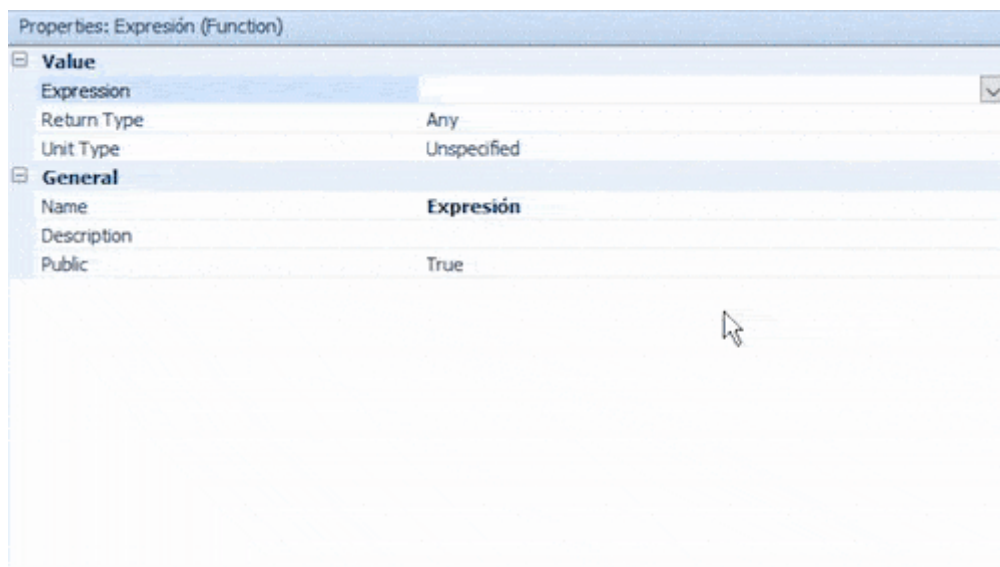 Properties: Expresión (Function)
Value
Expression
Return Type Any
Unit Type Unspecified
General
Name Expresión
Description
Public True